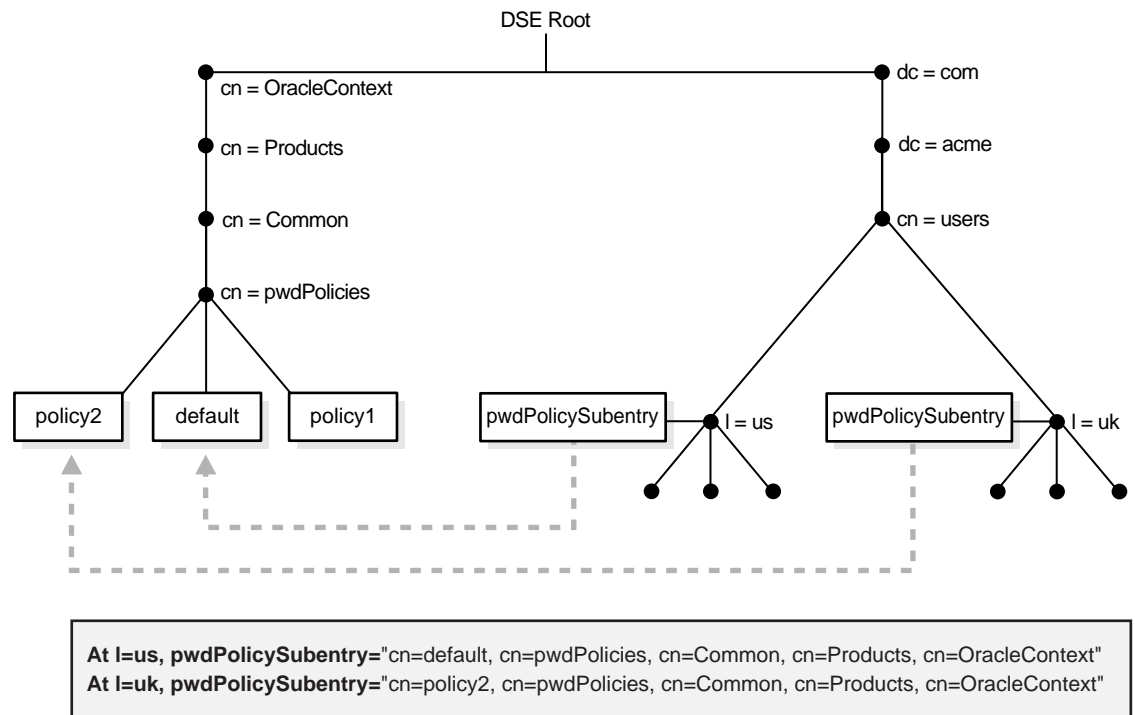 DSE Root
cn = OracleContext
dc = com
cn = Products
dc = acme
cn = Common
cn = users
cn = pwdPolicies
policy2
default
policy1
pwdPolicySubentry
l = us
pwdPolicySubentry
l = uk
At l=us, pwdPolicySubentry="cn=default, cn=pwdPolicies, cn=Common, cn=Products, cn=OracleContext"
At l=uk, pwdPolicySubentry="cn=policy2, cn=pwdPolicies, cn=Common, cn=Products, cn=OracleContext"